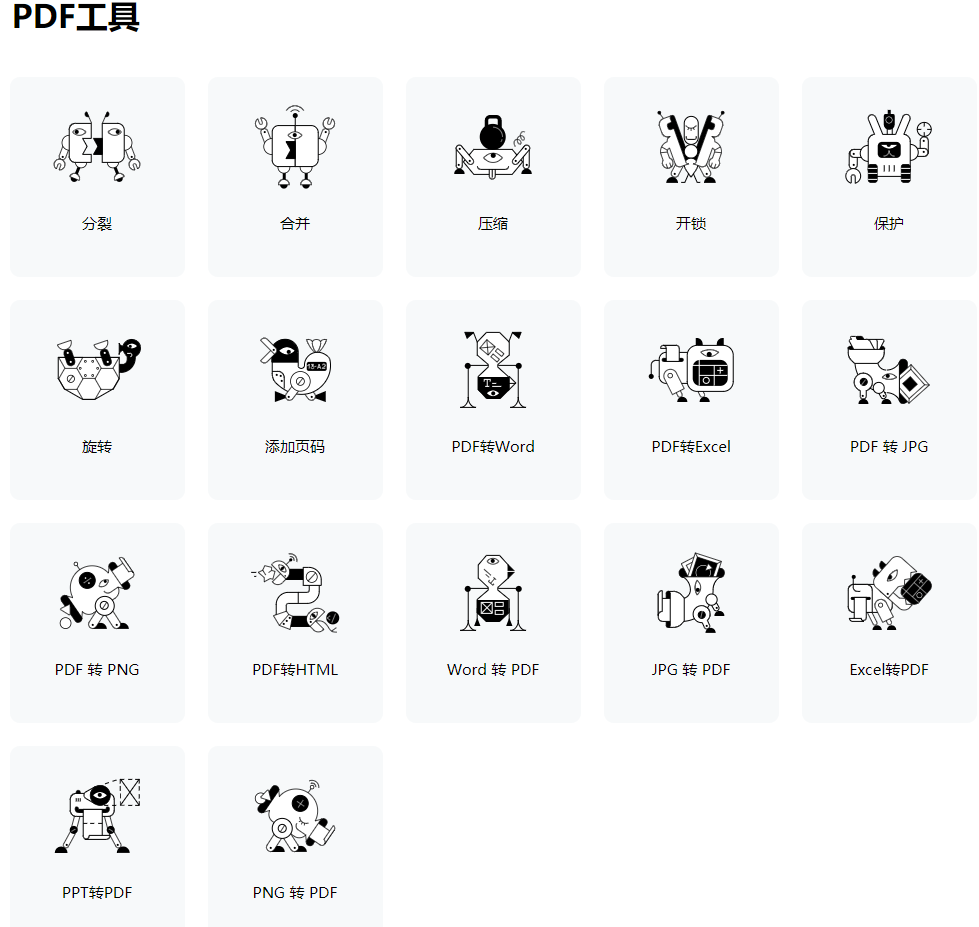 PDF工具
分裂
合并
压缩
开锁
保护
13-A2
旋转
添加页码
PDF转Word
PDF转Excel
PDF 转 JPG
T
PDF 转 PNG
PDF转HTML
Word 转 PDF
JPG 转 PDF
Excel转PDF
PPT转PDF
PNG 转 PDF